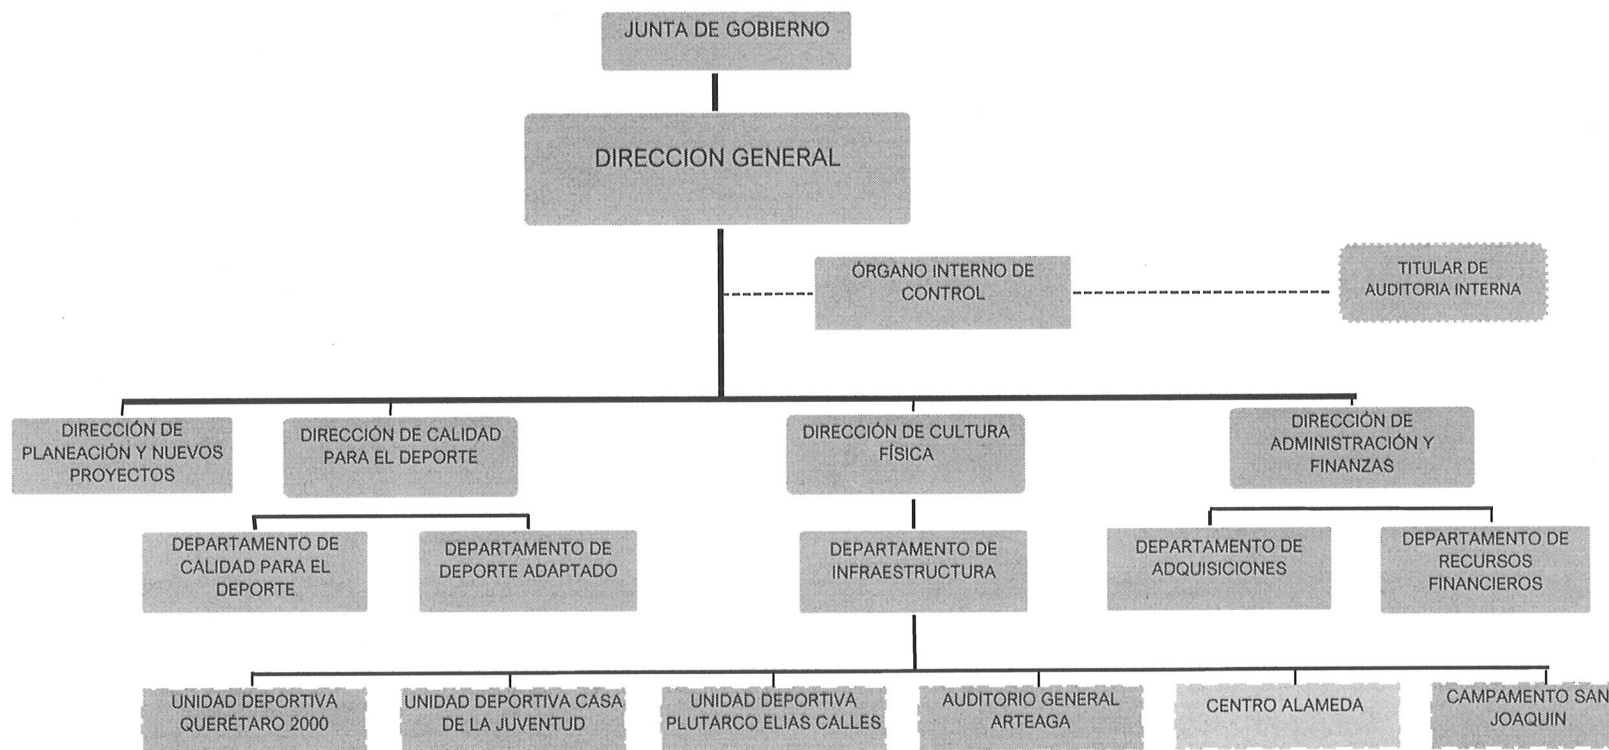 JUNTA DE GOBIERNO
DIRECCION GENERAL
ÓRGANO INTERNO DE
CONTROL
TITULAR DE
AUDITORIA INTERNA
DIRECCIÓN DE
PLANEACIÓN Y NUEVOS
PROYECTOS
DIRECCIÓN DE CALIDAD
PARA EL DEPORTE
DIRECCIÓN DE CULTURA
FÍSICA
DIRECCIÓN DE
ADMINISTRACIÓN Y
FINANZAS
DEPARTAMENTO DE
CALIDAD PARA EL
DEPORTE
DEPARTAMENTO DE
DEPORTE ADAPTADO
DEPARTAMENTO DE
INFRAESTRUCTURA
DEPARTAMENTO DE
ADQUISICIONES
DEPARTAMENTO DE
RECURSOS
FINANCIEROS
UNIDAD DEPORTIVA
QUERÉTARO 2000
UNIDAD DEPORTIVA CASA
DE LA JUVENTUD
UNIDAD DEPORTIVA
PLUTARCO ELIAS CALLES
AUDITORIO GENERAL
ARTEAGA
CENTRO ALAMEDA
CAMPAMENTO SAN
JOAQUIN